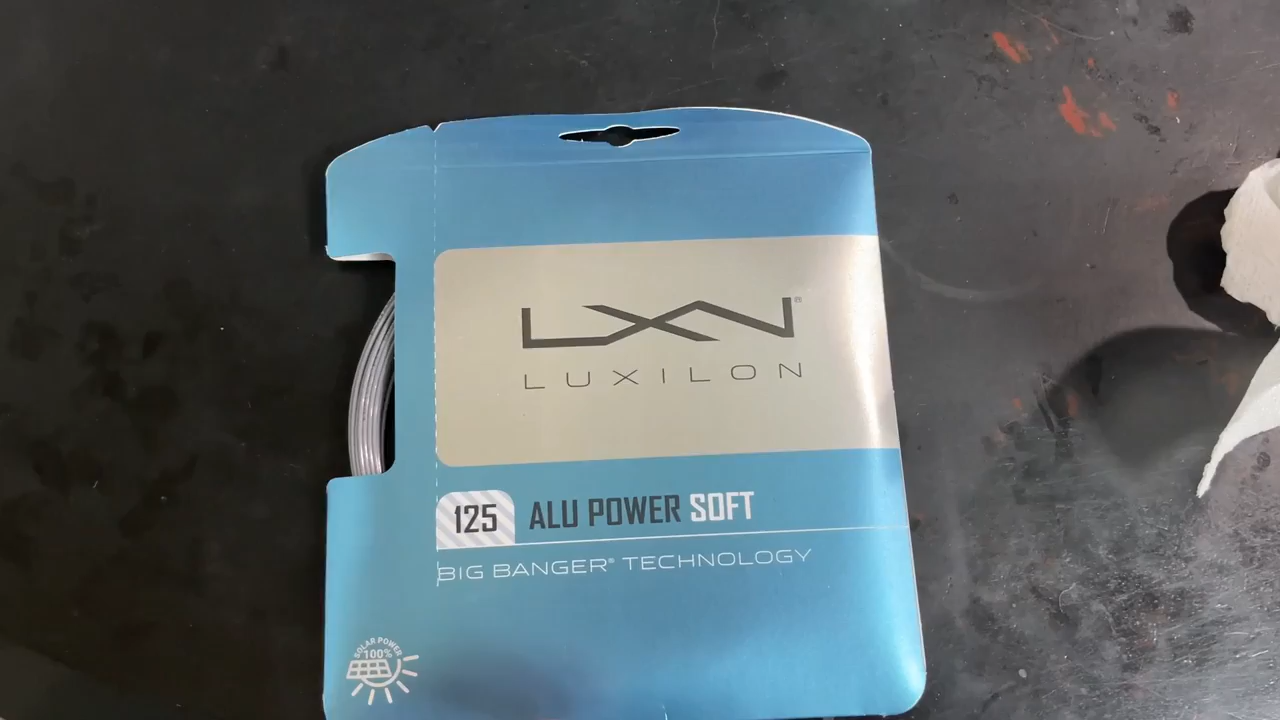 LXN®
LUXILON
125 ALU POWER SOFT
BIG BANGER® TECHNOLOGY
SOLAR POWER
100%